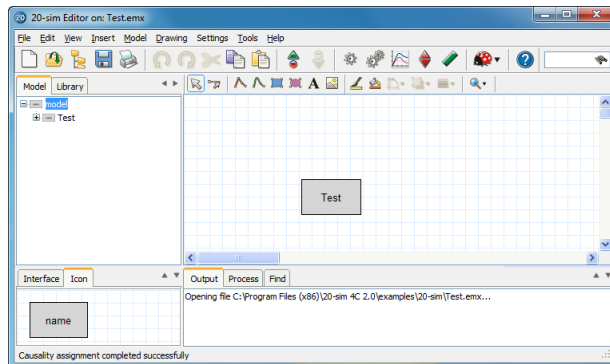 20 20-sim Editor on: Test.emx
File Edit View Insert Model Drawing Settings Tools Help
Model Library
A
model
Test
Test
Interface Icon
Output Process Find
Opening file C:\Program Files (x86)\20-sim 4C 2.0\examples\20-sim\Test.emx...
name
Causality assignment completed successfully